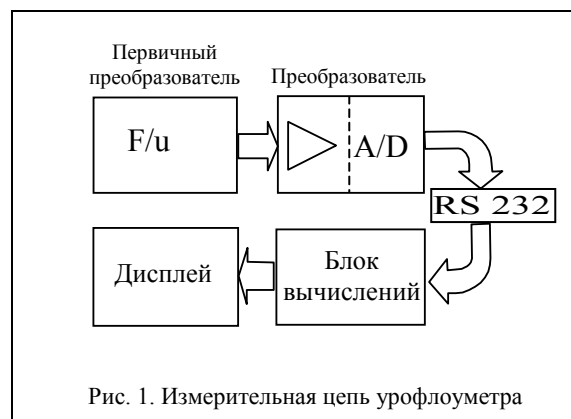 Первичный
преобразователь
Преобразователь
F/u
A/D
RS 232
Дисплей
Блок
вычислений
Рис. 1. Измерительная цепь урофлоуметра